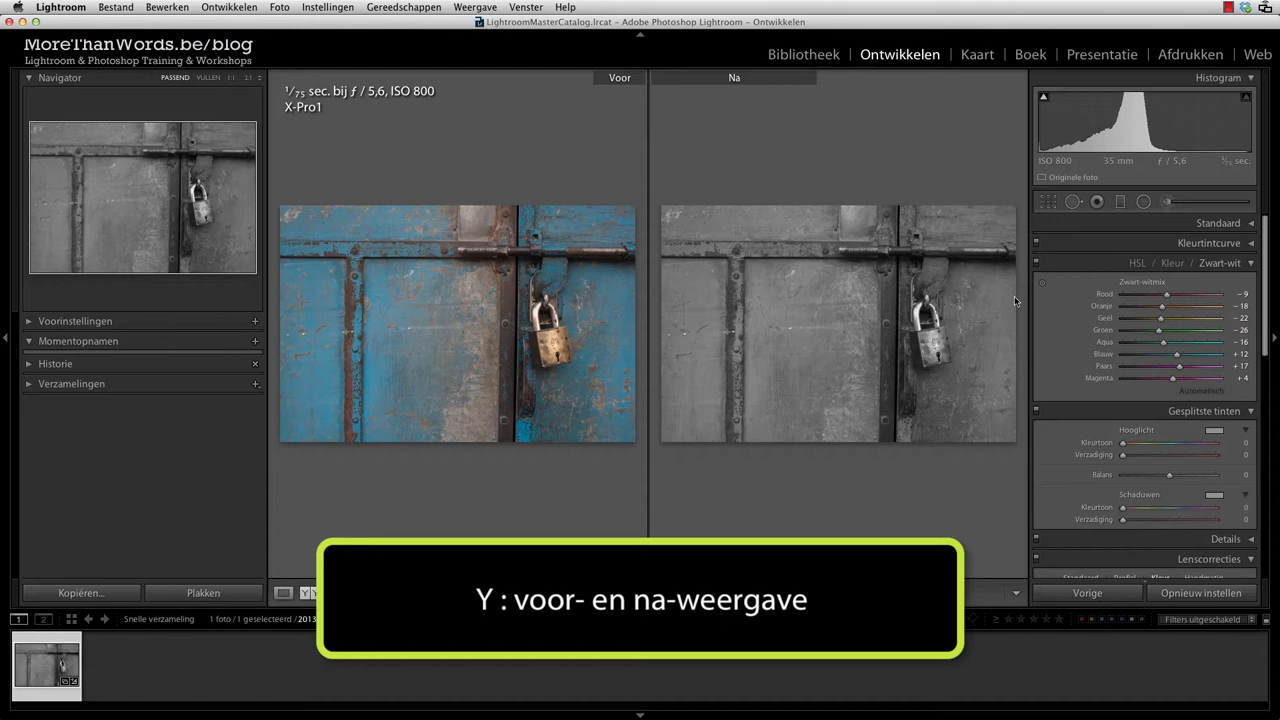 Lightroom Bestand Bewerken Ontwikkelen Foto Instellingen Gereedschappen Weergave Venster Help
LightroomMasterCatalog.lrcat - Adobe Photoshop Lightroom - Ontwikkelen
MoreThanWords.be/blog
Lightroom & Photoshop Training & Workshops
Bibliotheek | Ontwikkelen | Kaart | Boek | Presentatie | Afdrukken | Web
Navigator PASSEND VULLEN 1:1 2:1
Voor
Na
Histogram
1/75 sec. bij ƒ / 5,6, ISO 800
X-Pro1
ISO 800 35 mm ƒ / 5,6 1/75 sec.
Originele foto
Standaard
Kleurtintcurve
HSL / Kleur / Zwart-wit
Zwart-witmix
Rood - 9
Oranje - 18
Geel - 22
Groen - 26
Aqua - 16
Blauw + 12
Paars + 17
Magenta + 4
Automatisch
Voorinstellingen
Momentopnamen
Historie
Verzamelingen
Gesplitste tinten
Hooglicht
Kleurtoon 0
Verzadiging 0
Balans 0
Schaduwen
Kleurtoon 0
Verzadiging 0
Details
Lenscorrecties
Standaard Profiel Kleur Handmatig
Kopiëren... Plakken
Y Y
Vorige Opnieuw instellen
Y : voor- en na-weergave
1 2 Snelle verzameling 1 foto / 1 geselecteerd / 2013
Filters uitgeschakeld